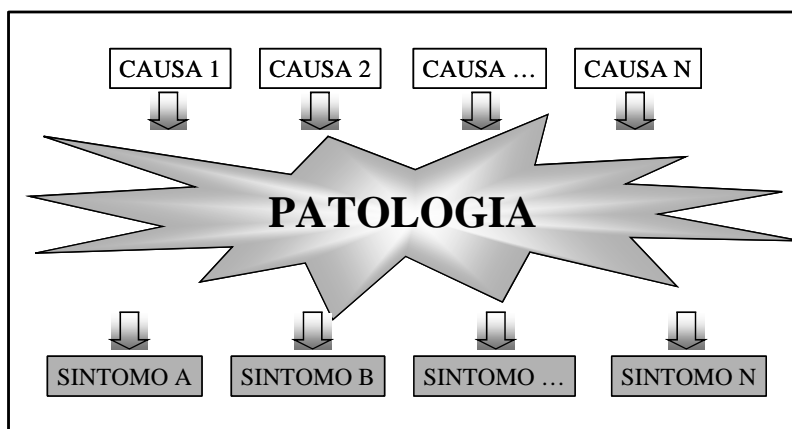 CAUSA 1
CAUSA 2
CAUSA …
CAUSA N
PATOLOGIA
SINTOMO A
SINTOMO B
SINTOMO …
SINTOMO N